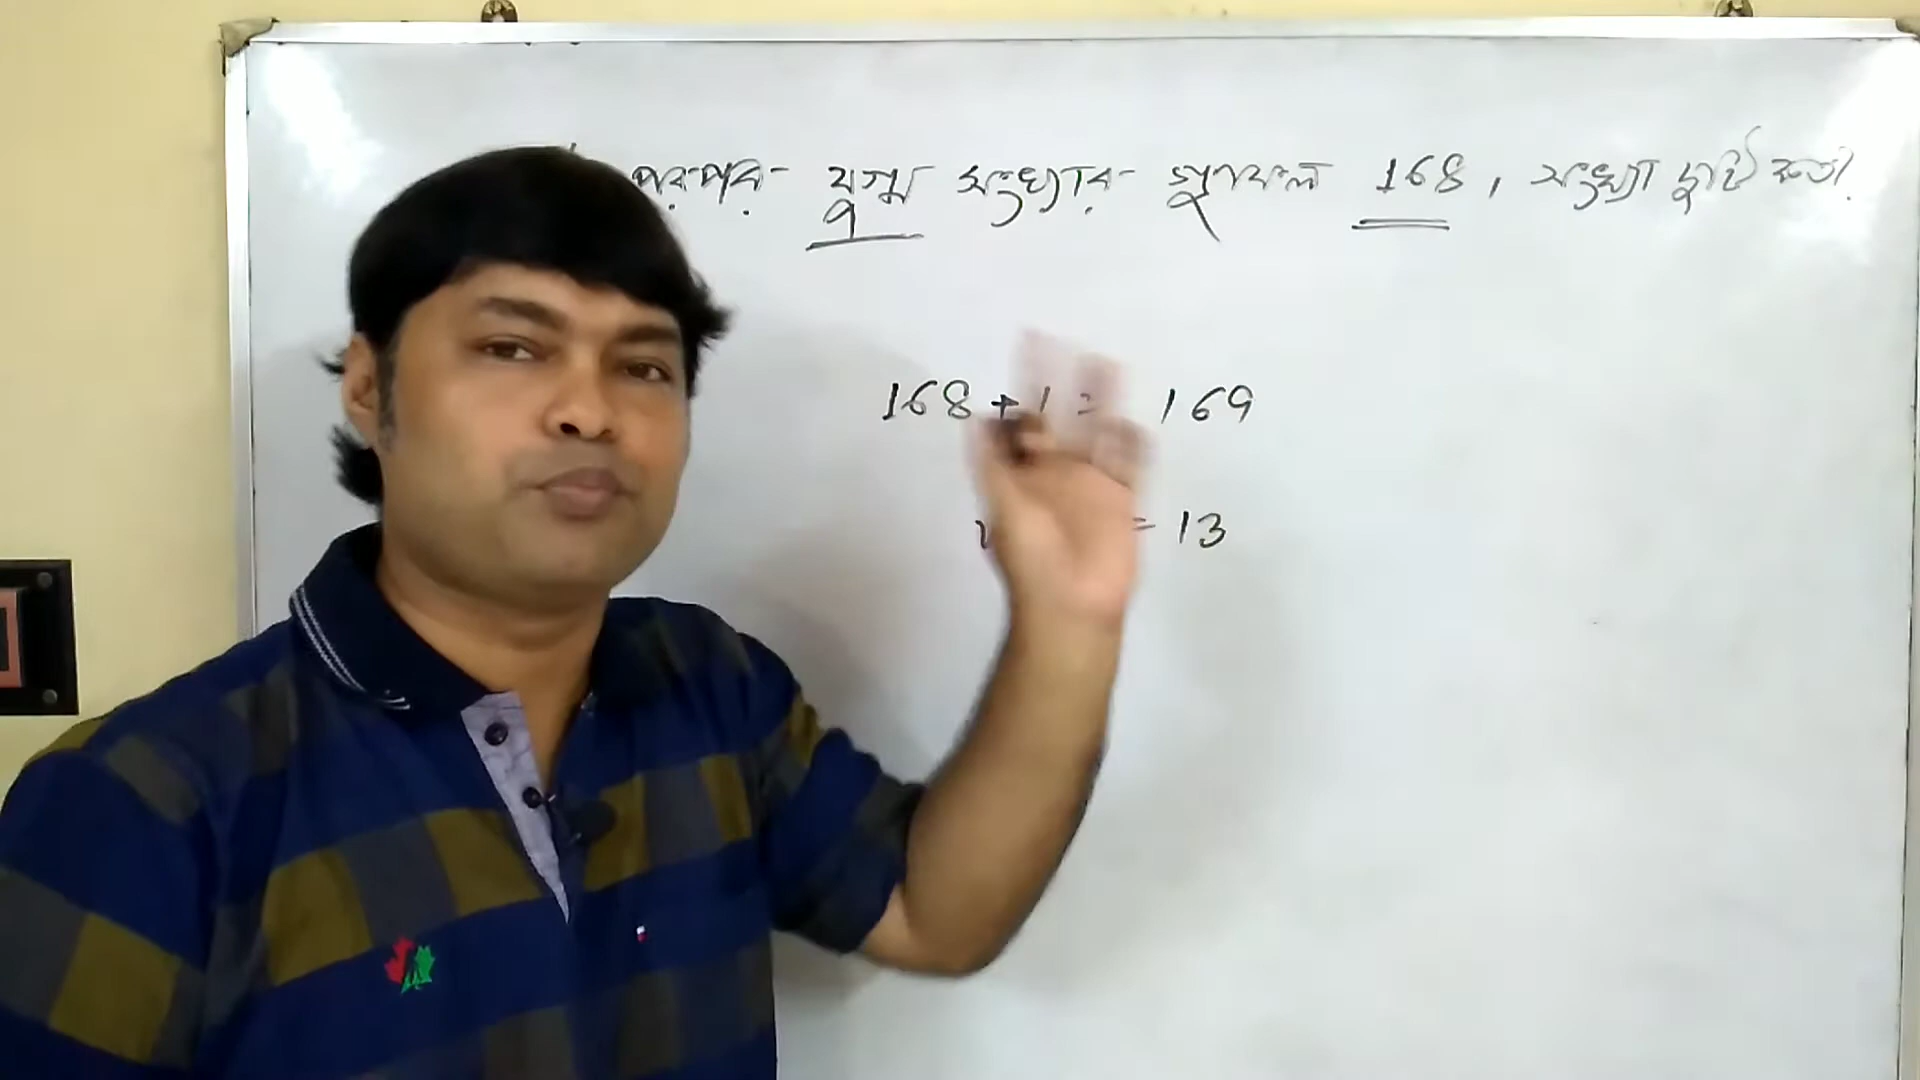 পরপর যুগ্ম সংখ্যার গুণফল 168, সংখ্যা দুটি কত?
168 + 1 = 169
= 13